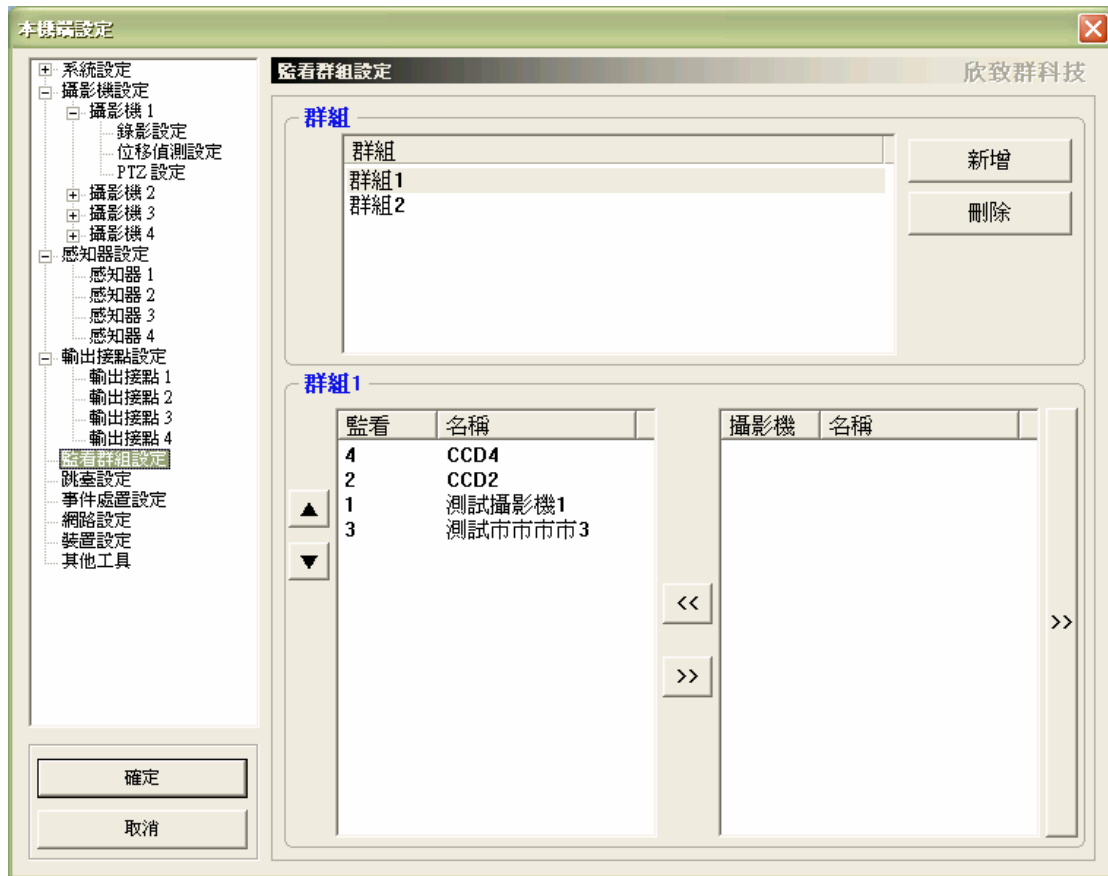 本機端設定
系統設定
攝影機設定
攝影機 1
錄影設定
位移偵測設定
PTZ 設定
攝影機 2
攝影機 3
攝影機 4
感知器設定
感知器 1
感知器 2
感知器 3
感知器 4
輸出接點設定
輸出接點 1
輸出接點 2
輸出接點 3
輸出接點 4
監看群組設定
跳臺設定
事件處置設定
網路設定
裝置設定
其他工具
確定
取消
監看群組設定 欣致群科技
群組
群組
群組1
群組2
新增
刪除
群組1
監看 名稱
4 CCD4
2 CCD2
1 測試攝影機1
3 測試市市市市3
▲
▼
<<
>>
攝影機 名稱
>>